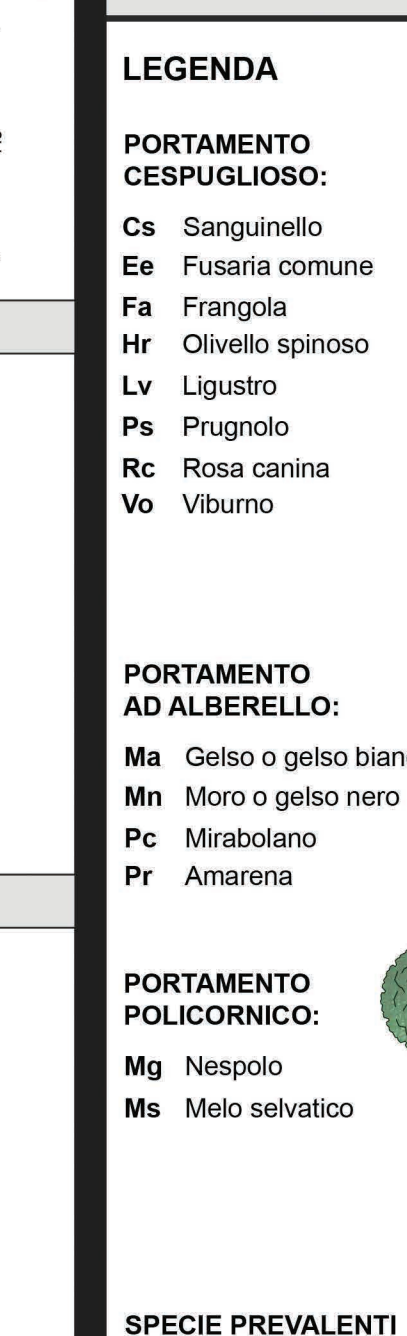 LEGENDA
PORTAMENTO
CESPUGLIOSO:
Cs Sanguinello
Ee Fusaria comune
Fa Frangola
Hr Olivello spinoso
Lv Ligustro
Ps Prugnolo
Rc Rosa canina
Vo Viburno
PORTAMENTO
AD ALBERELLO:
Ma Gelso o gelso
Mn Moro o gelso nero
Pc Mirabolano
Pr Amarena
PORTAMENTO
POLICORNICO:
Mg Nespolo
Ms Melo selvatico
SPECIE PREVALENTI